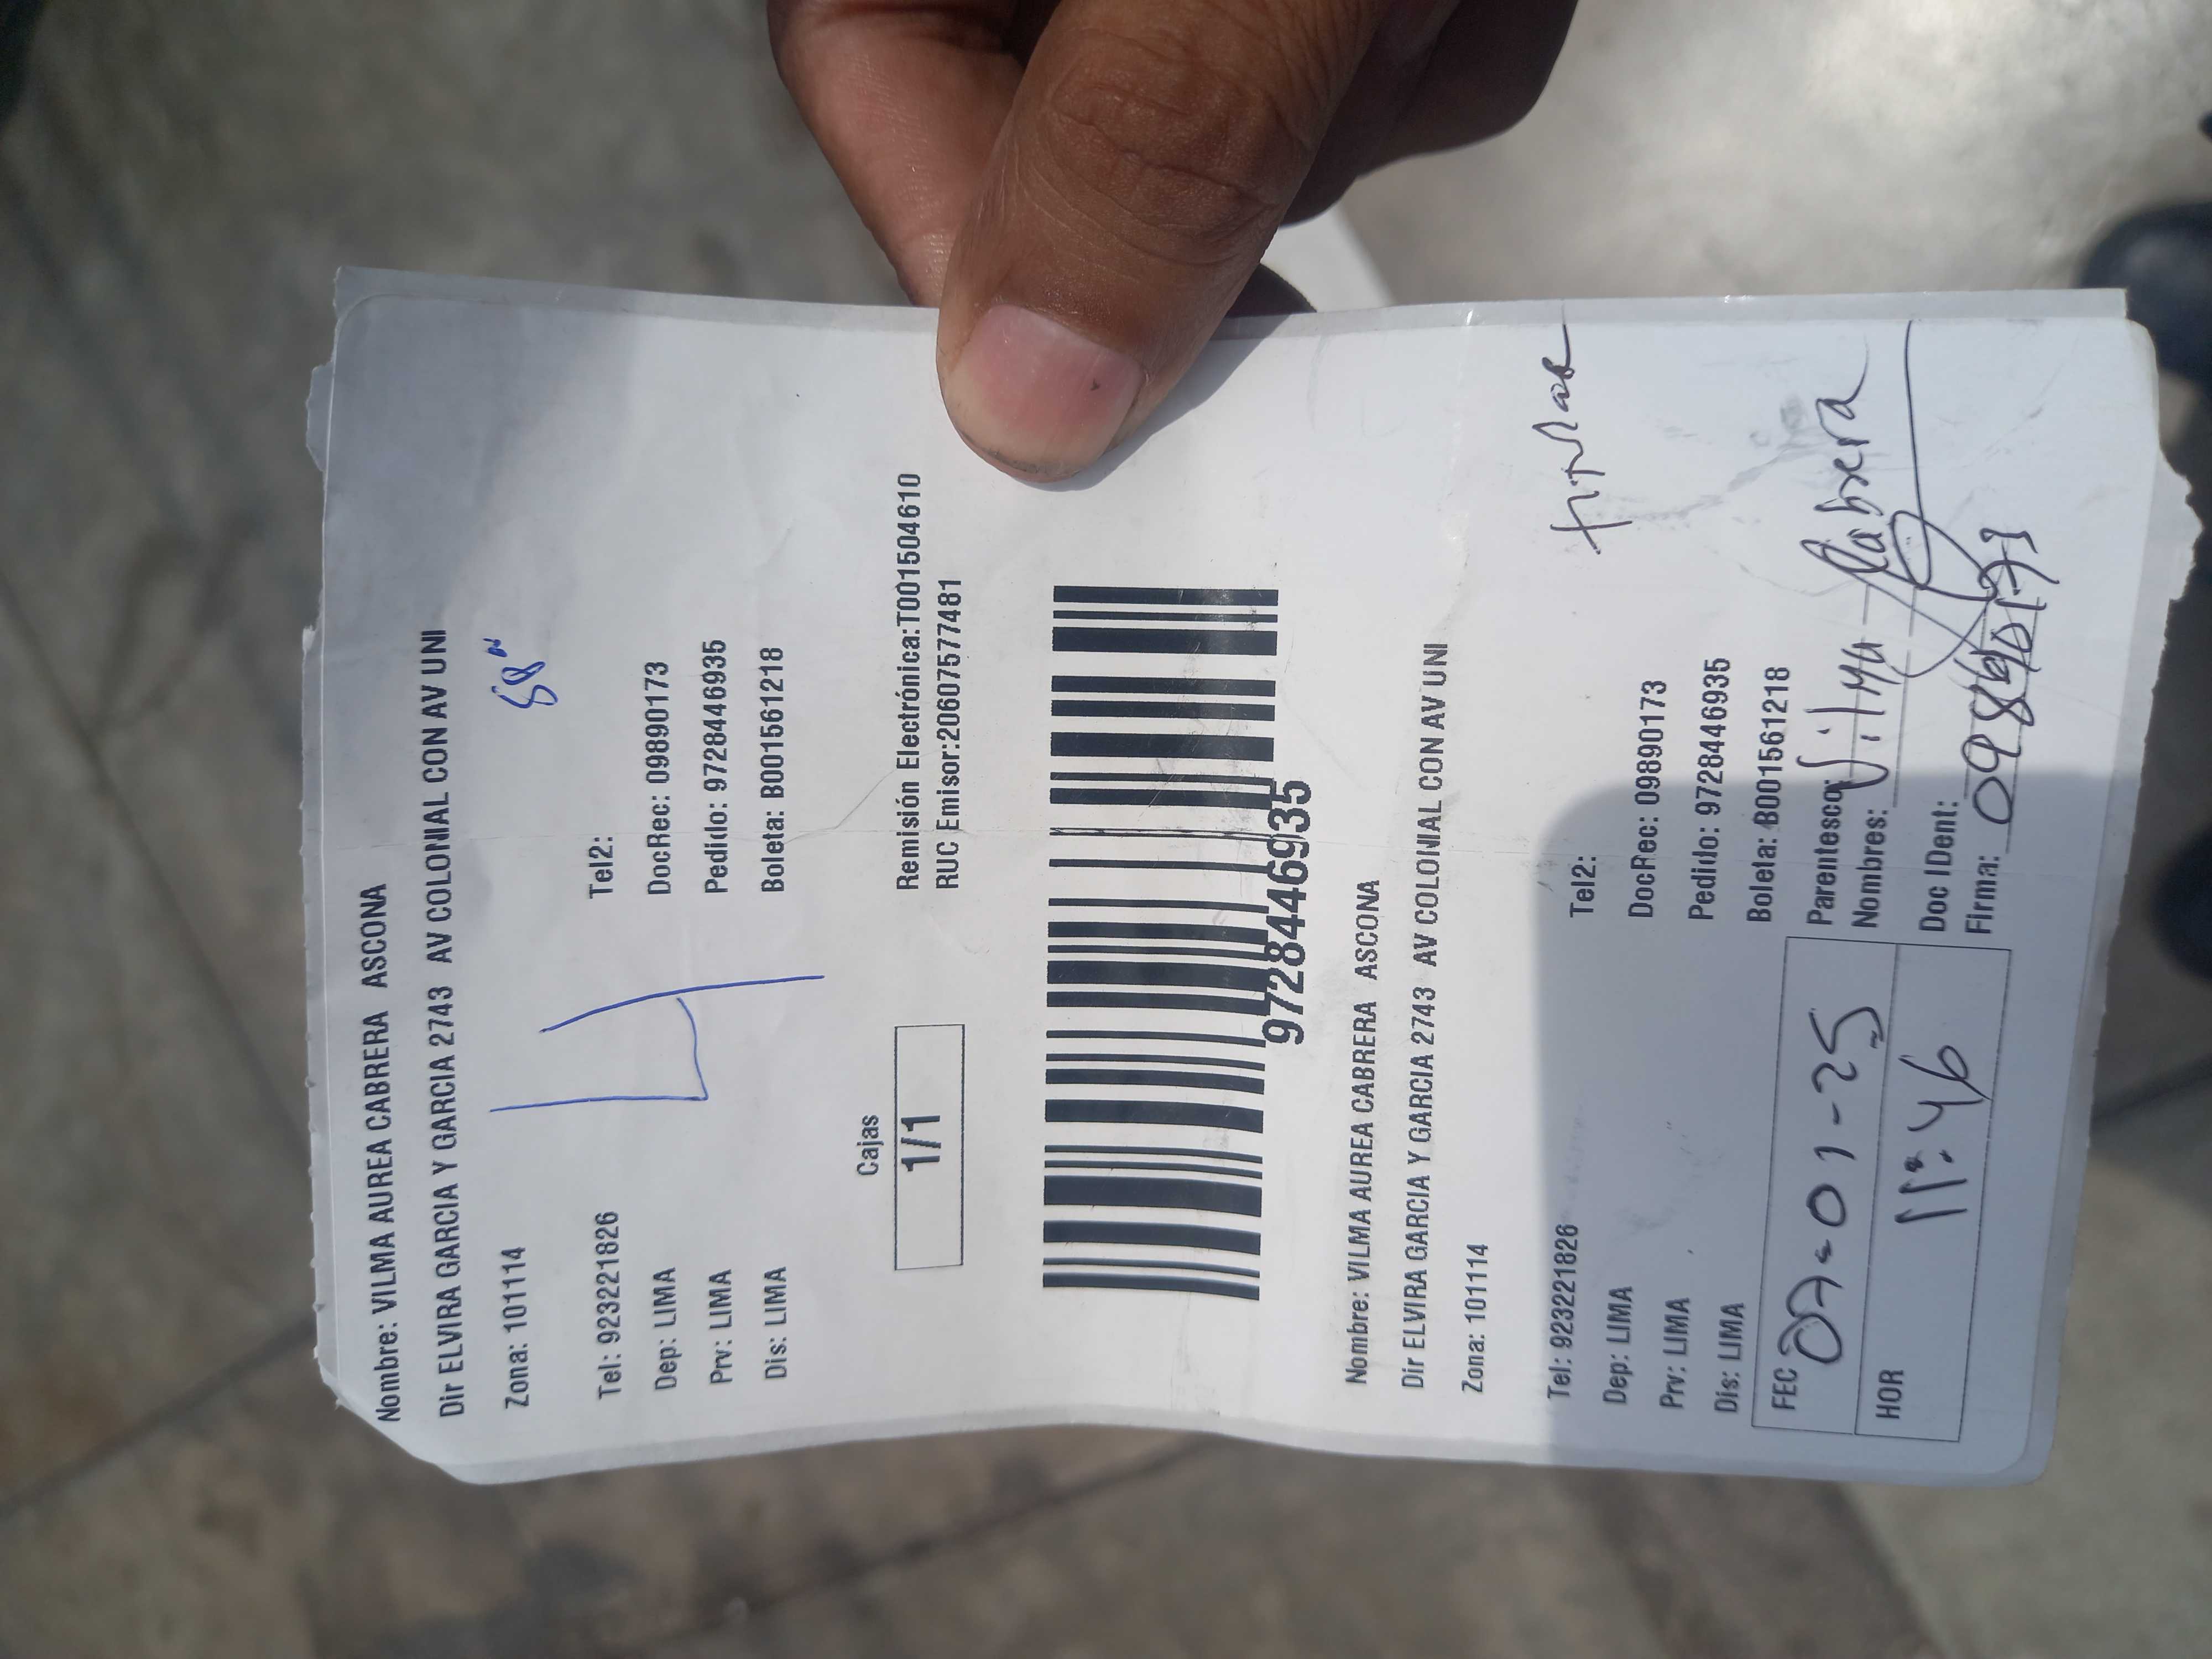 Nombre: VILMA AUREA CABRERA ASCONA
Dir ELVIRA GARCIA Y GARCIA 2743 AV COLONIAL CON AV UNI
Zona: 101114
58"
Tel: 923221826 Tel2:
Dep: LIMA DocRec: 09890173
Prv: LIMA Pedido: 9728446935
Dis: LIMA Boleta: B001561218
Cajas
1/1
Remisión Electrónica:T001504610
RUC Emisor:20607577481
9728446935
Nombre: VILMA AUREA CABRERA ASCONA
Dir ELVIRA GARCIA Y GARCIA 2743 AV COLONIAL CON AV UNI
Zona: 101114
titular
Tel: 923221826 Tel2:
Dep: LIMA DocRec: 09890173
Prv: LIMA Pedido: 9728446935
Dis: LIMA Boleta: B001561218
Parentesco:
FEC 07-01-25 Nombres: Vilma Cabrera
HOR 11:46 Doc IDent: 09890173
Firma: